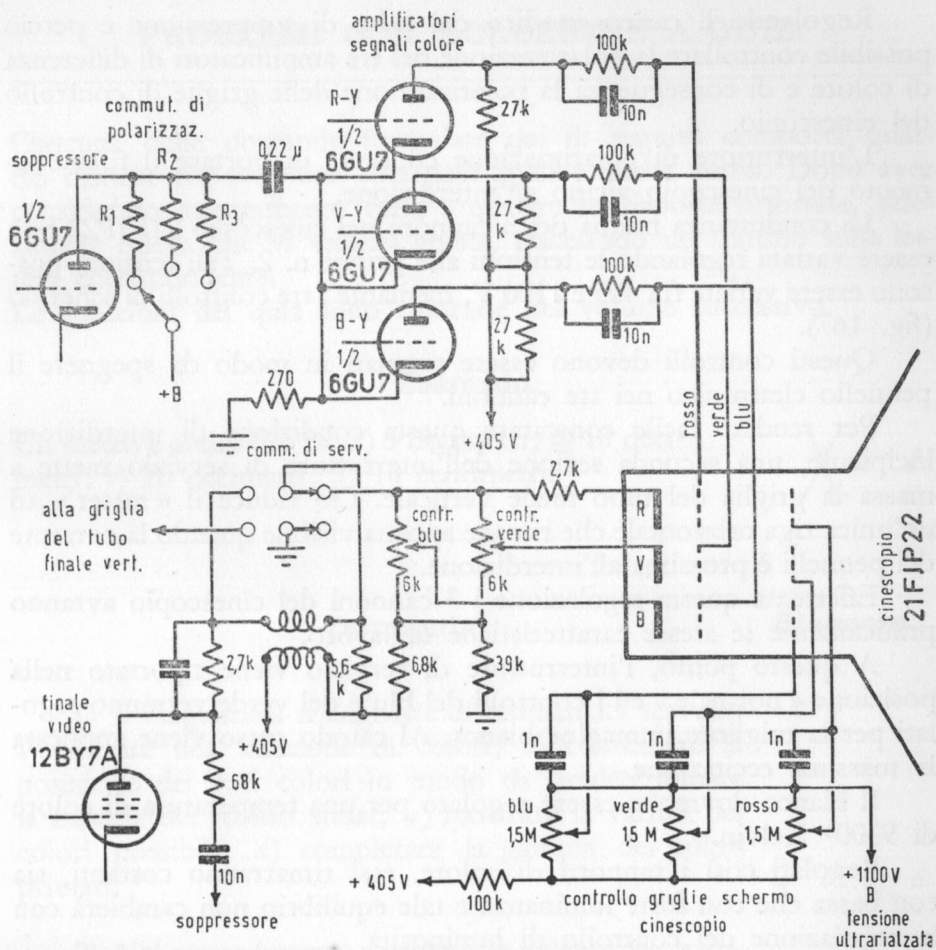 amplificatori
segnali colore
100k
R-Y
commut. di
polarizzaz.
soppressore
R2
0,22µ
1/2
6GU7
27k
10n
100k
1/2
6GU7
R1
R3
V-Y
27
k
10n
1/2
6GU7
100k
B-Y
27
k
10n
1/2
6GU7
+B
270
rosso
verde
blu
+405 V
comm. di serv.
2,7k
alla griglia
del tubo
finale vert.
contr.
blu
contr.
verde
R
V
B
Cinescopio
21FJP22
6k
6k
2,7k
5,6
k
6,8k
3,9k
finale
video
12BY7A
+405V
68k
1n
1n
1n
blu
verde
rosso
1,5M
1,5 M
1,5M
10n
soppressore
+ 405 V
100k
controllo griglie schermo
cinescopio
+1100V
B
tensione
ultrarialzata